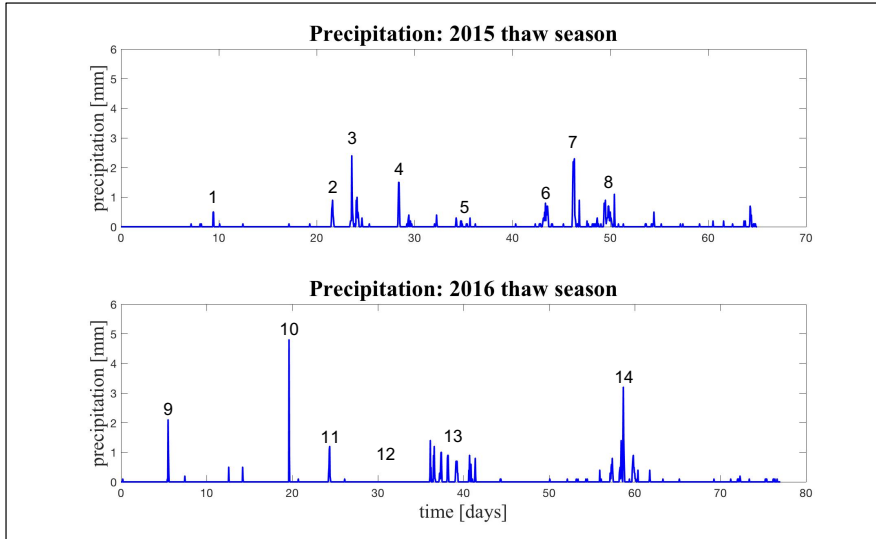 Precipitation: 2015 thaw season
precipitation [mm]
6
5
4
3
2
1
0
0 10 20 30 40 50 60 70
1 2 3 4 5 6 7 8
Precipitation: 2016 thaw season
precipitation [mm]
6
5
4
3
2
1
0
0 10 20 30 40 50 60 70 80
9 10 11 12 13 14
time [days]